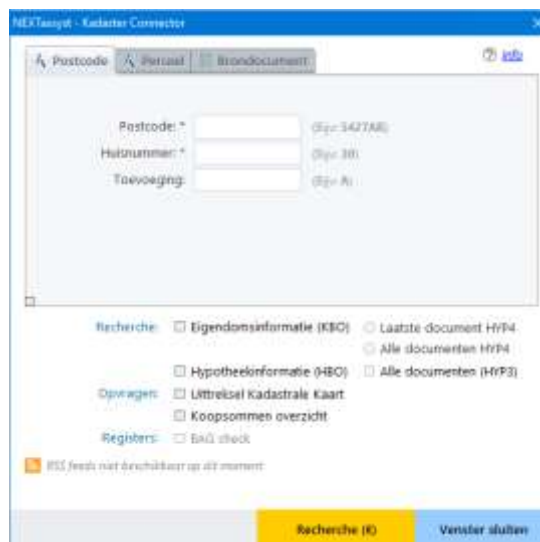 NEXTassyst - Kadaster Connector
Postcode Perceel Brondocument info
Postcode: * (Bijv. 5427AB)
Huisnummer: * (Bijv. 38)
Toevoeging: (Bijv. A)
Recherche: Eigendomsinformatie (KBO) Laatste document HYP4
Alle documenten HYP4
Hypotheekinformatie (HBO) Alle documenten (HYP3)
Opvragen: Uittreksel Kadastrale Kaart
Koopsommen overzicht
Registers: BAG check
RSS feeds niet beschikbaar op dit moment
Recherche (K) Venster sluiten